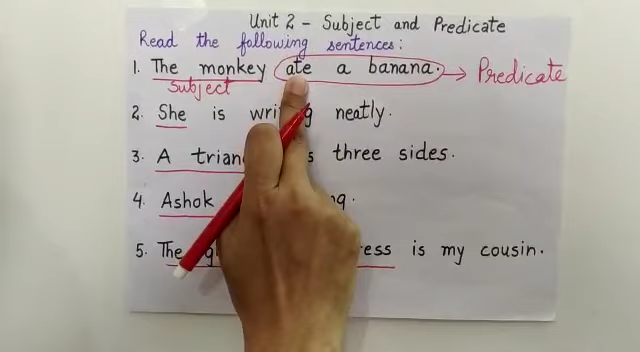 Unit 2 - Subject and Predicate
Read the following sentences:
1. The monkey ate a banana. → Predicate
Subject
2. She is neatly.
3. A three sides.
4. Ashok
5. The is my cousin.